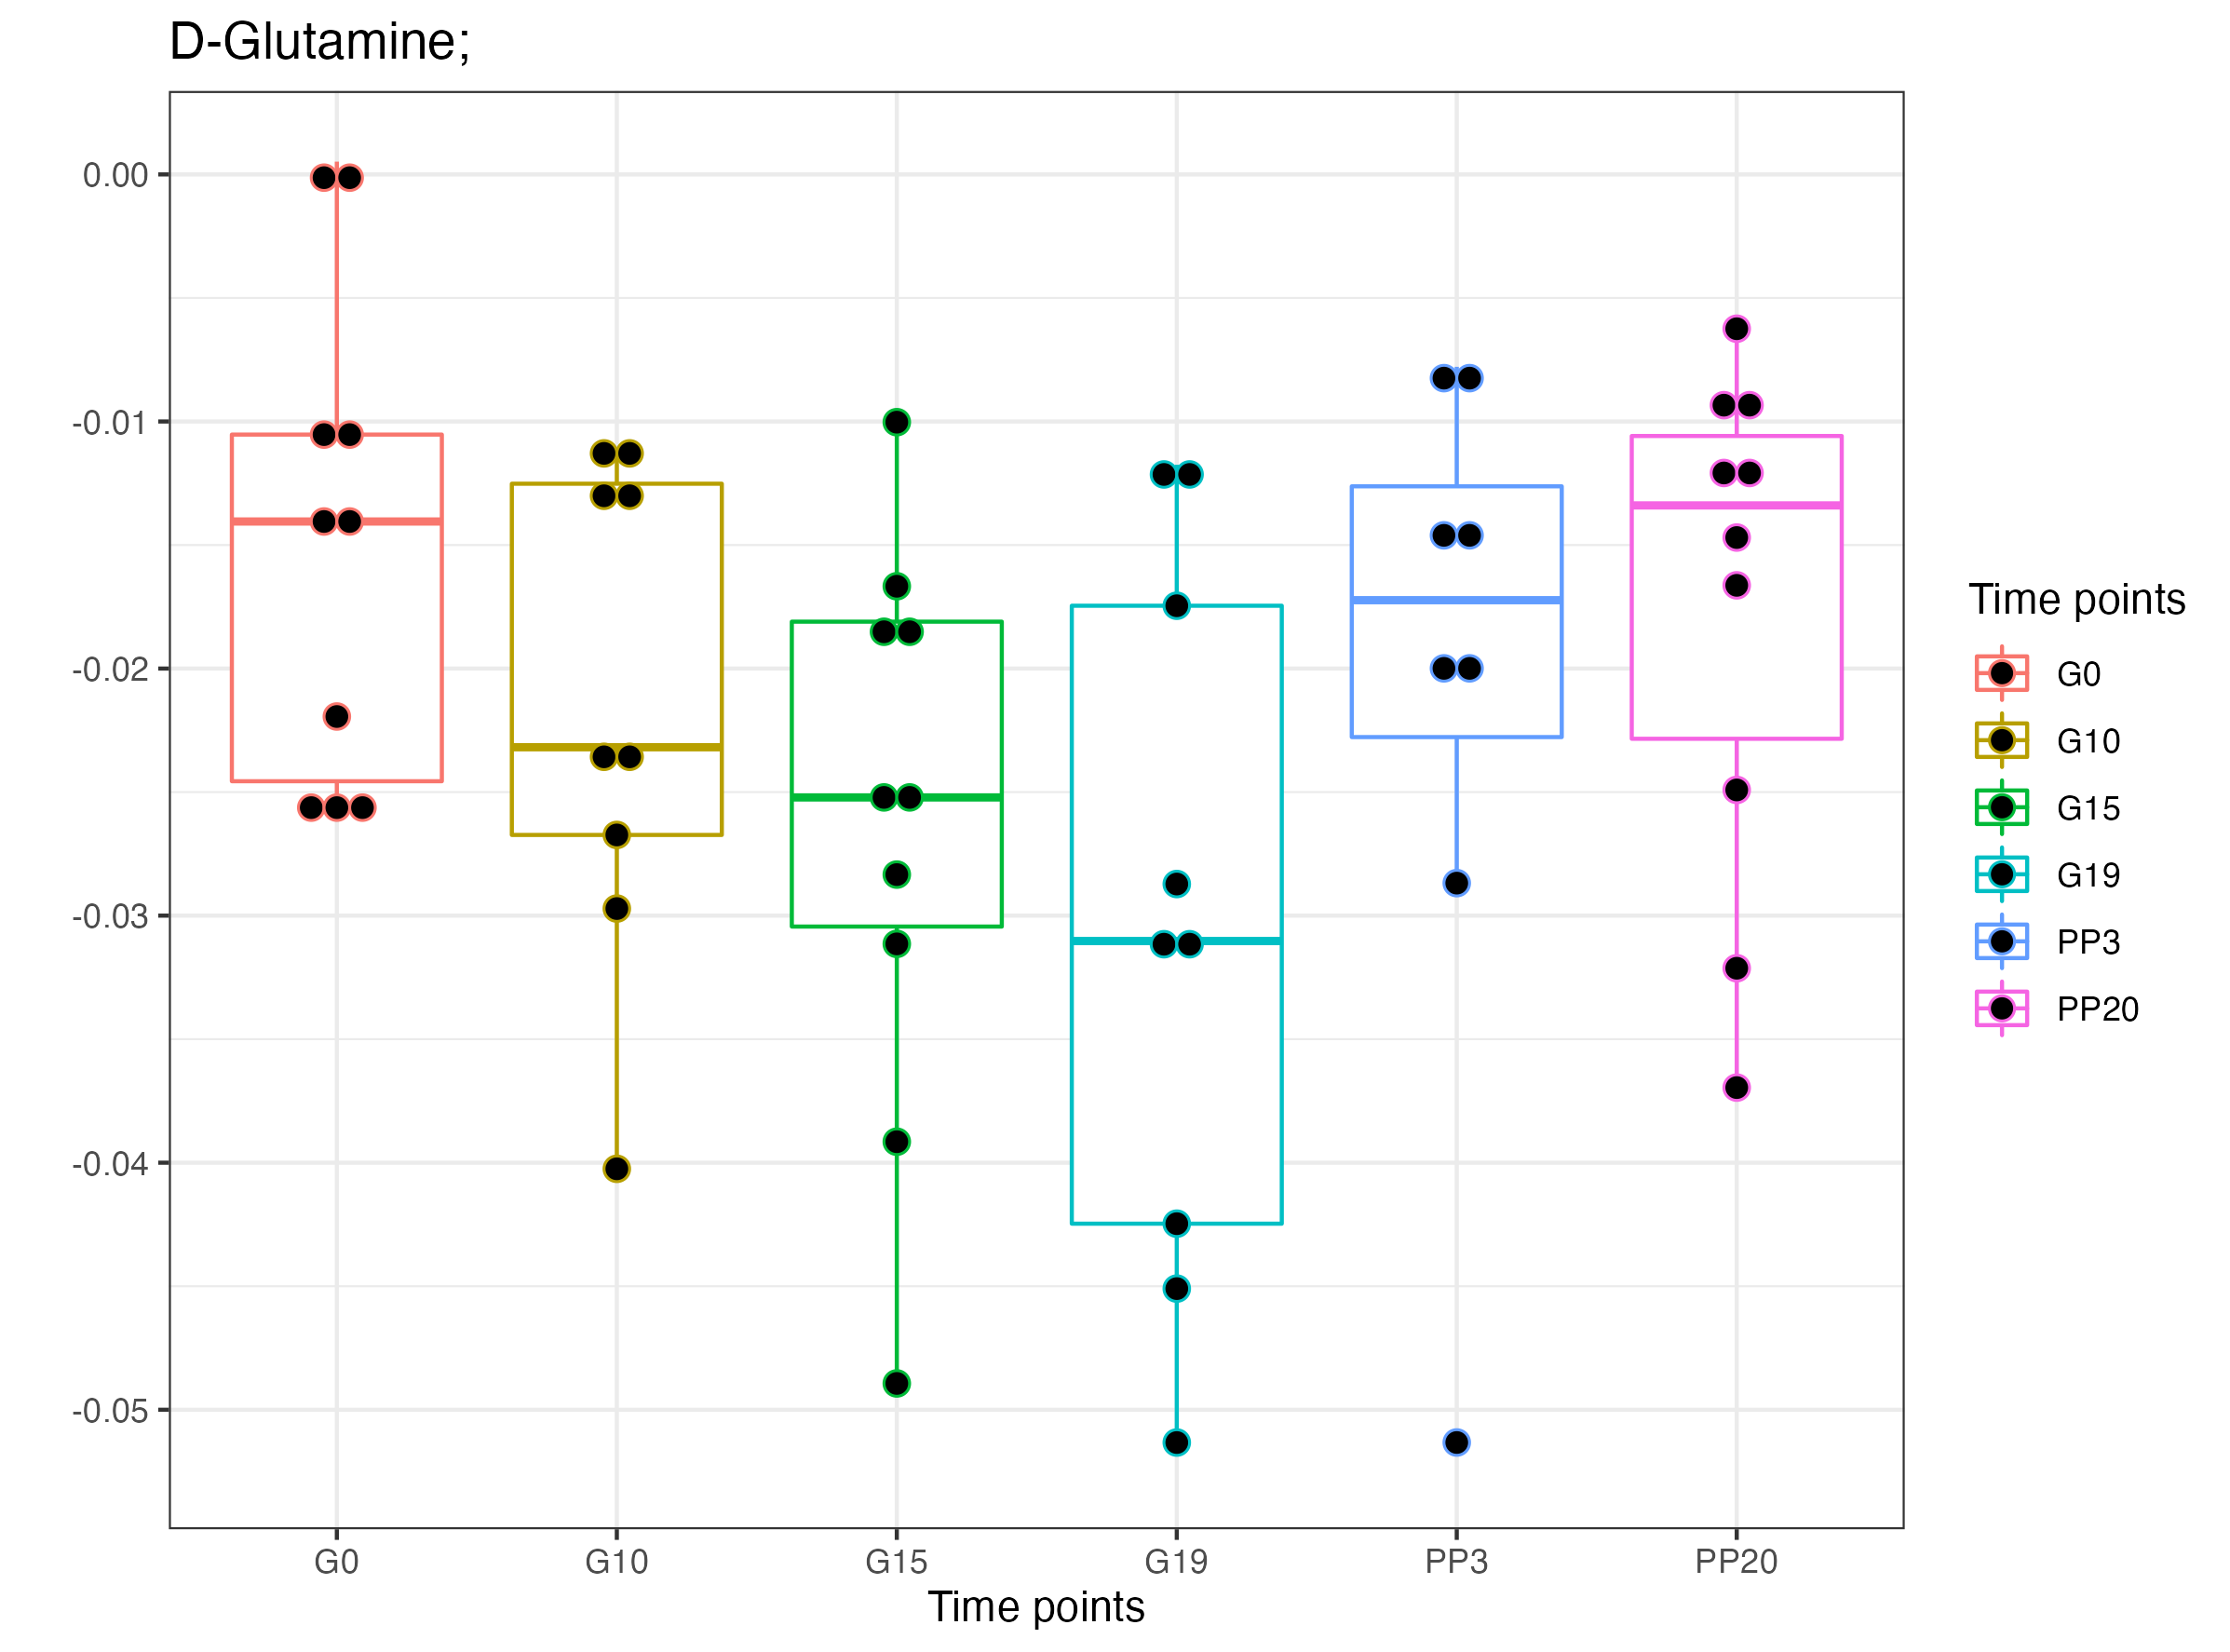 D-Glutamine;
0.00
-0.01
-0.02
-0.03
-0.04
-0.05
G0 G10 G15 G19 PP3 PP20
Time points
Time points
G0
G10
G15
G19
PP3
PP20